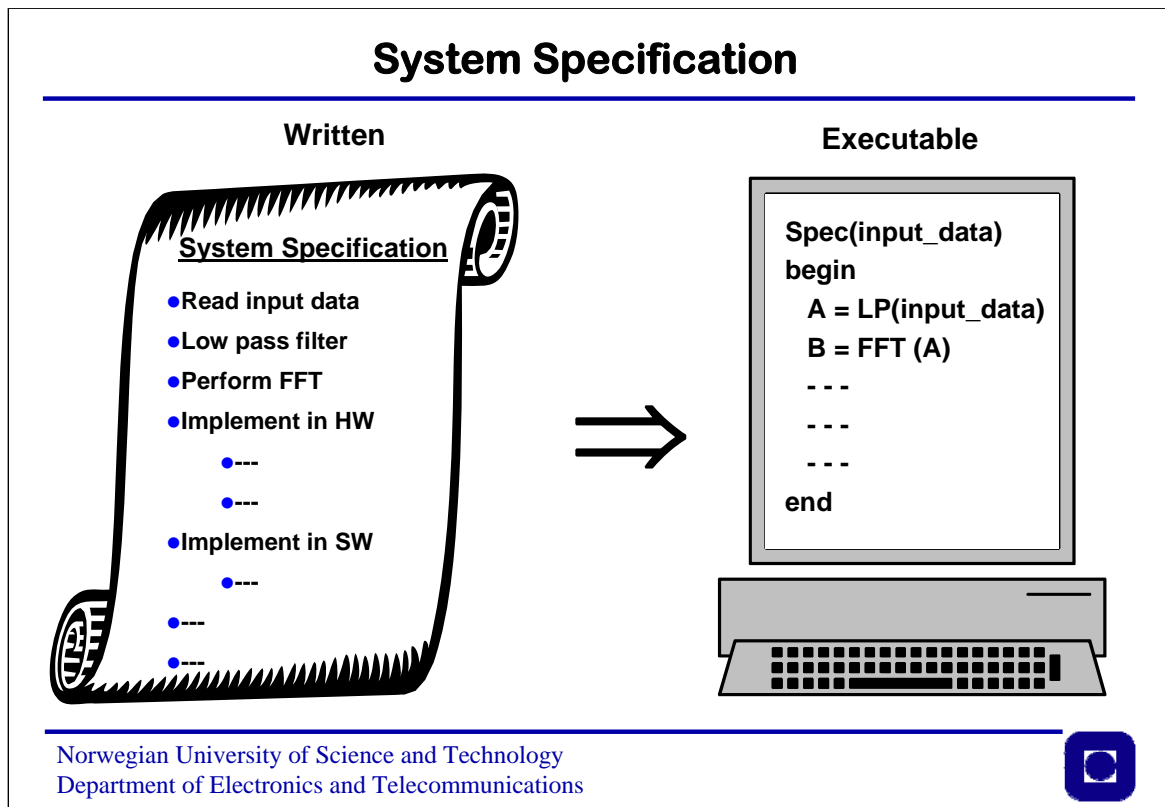 System Specification
Written
System Specification
●Read input data
●Low pass filter
●Perform FFT
●Implement in HW
●---
●---
●Implement in SW
●---
●---
●---
⇒
Executable
Spec(input_data)
begin
A = LP(input_data)
B = FFT (A)
- - -
- - -
- - -
end
Norwegian University of Science and Technology
Department of Electronics and Telecommunications